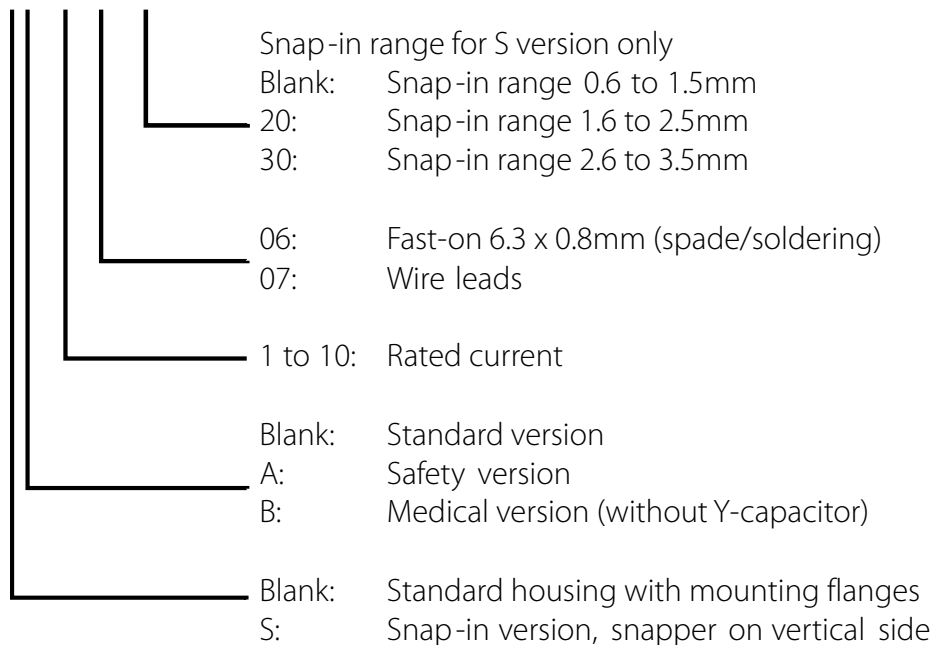 Snap-in range for S version only
Blank: Snap-in range 0.6 to 1.5mm
20: Snap-in range 1.6 to 2.5mm
30: Snap-in range 2.6 to 3.5mm
06: Fast-on 6.3 x 0.8mm (spade/soldering)
07: Wire leads
1 to 10: Rated current
Blank: Standard version
A: Safety version
B: Medical version (without Y-capacitor)
Blank: Standard housing with mounting flanges
S: Snap-in version, snapper on vertical side